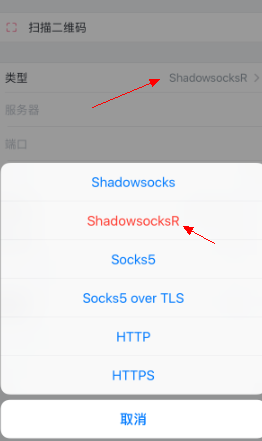 扫描二维码
类型 ShadowsocksR
服务器
端口
Shadowsocks
ShadowsocksR
Socks5
Socks5 over TLS
HTTP
HTTPS
取消